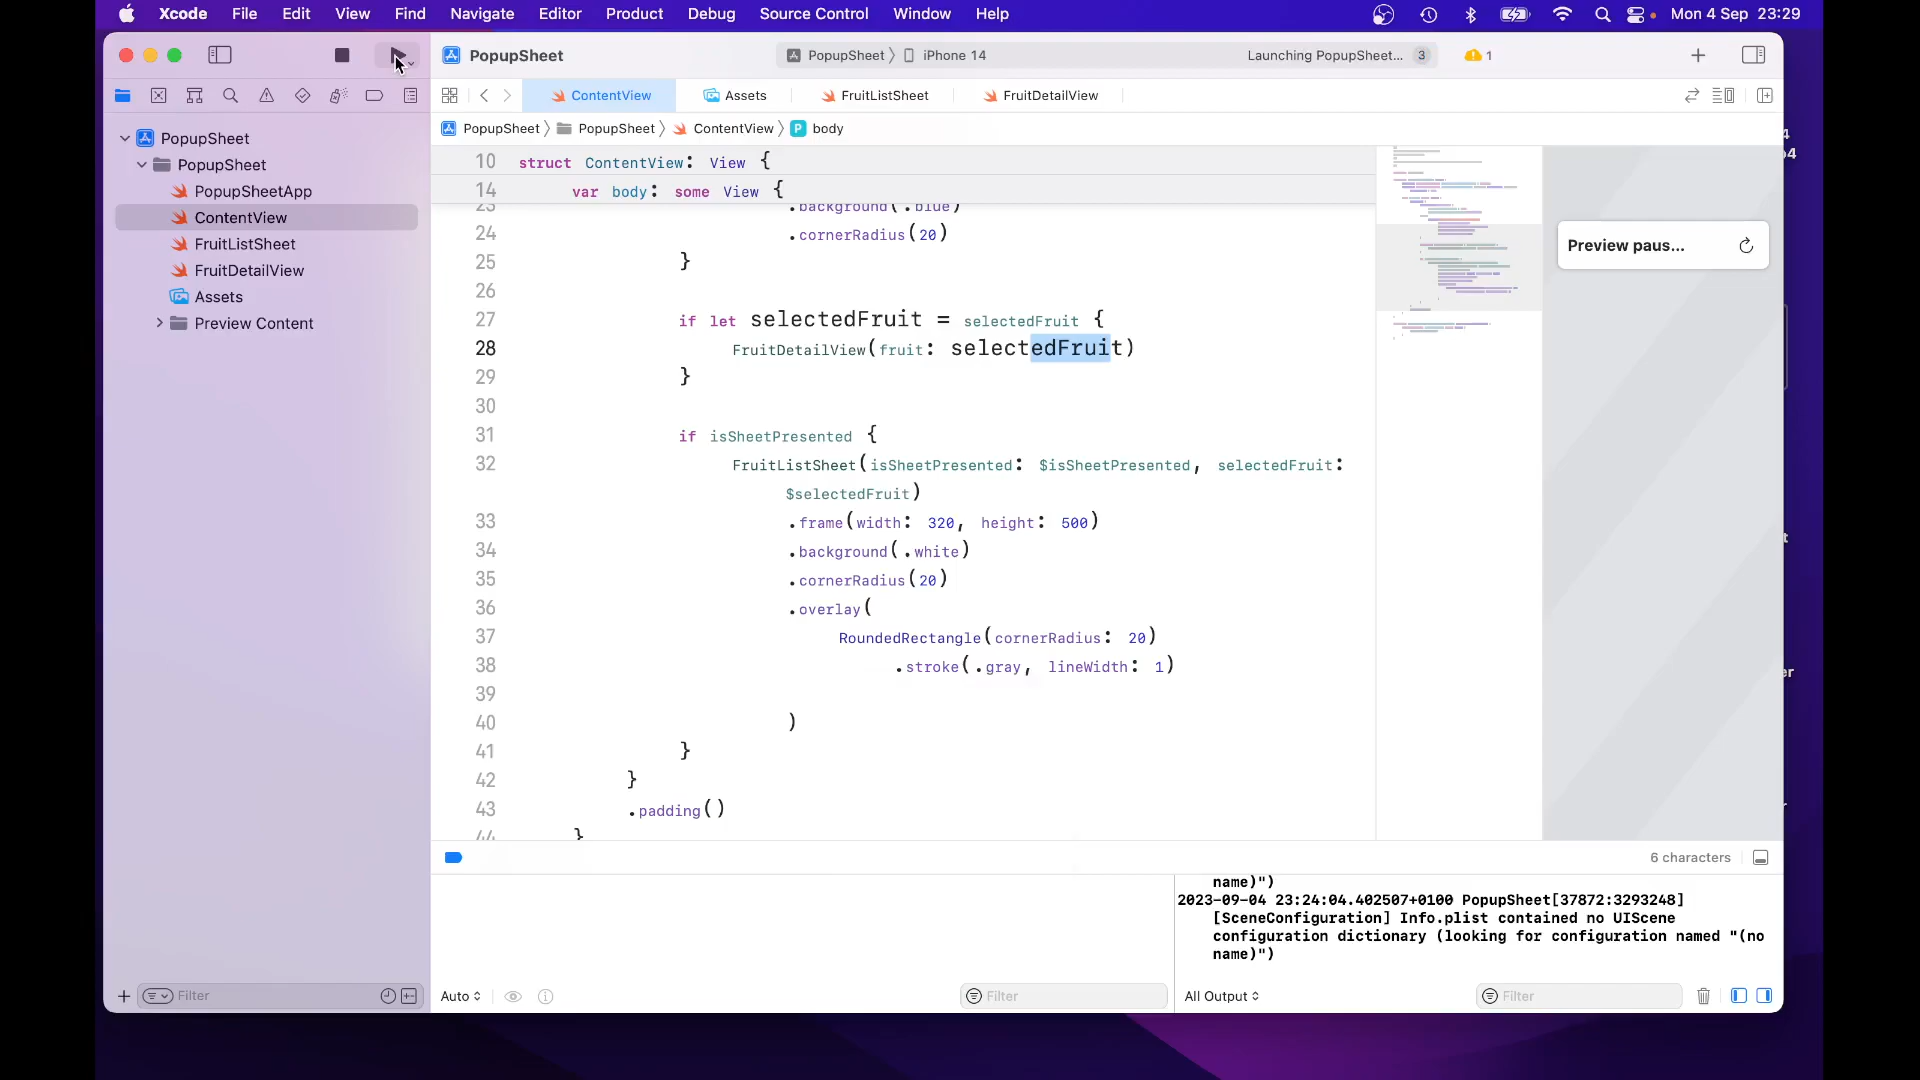 Xcode File Edit View Find Navigate Editor Product Debug Source Control Window Help Mon 4 Sep 23:29
PopupSheet PopupSheet iPhone 14 Launching PopupSheet... 3 1
ContentView Assets FruitListSheet FruitDetailView
PopupSheet PopupSheet ContentView P body
PopupSheet
PopupSheet
PopupSheetApp
ContentView
FruitListSheet
FruitDetailView
Assets
Preview Content
Filter
10 struct ContentView: View {
14 var body: some View {
23 .background(.blue)
24 .cornerRadius(20)
25 }
26
27 if let selectedFruit = selectedFruit {
28 FruitDetailView(fruit: selectedFruit)
29 }
30
31 if isSheetPresented {
32 FruitListSheet(isSheetPresented: $isSheetPresented, selectedFruit:
$selectedFruit)
33 .frame(width: 320, height: 500)
34 .background(.white)
35 .cornerRadius(20)
36 .overlay(
37 RoundedRectangle(cornerRadius: 20)
38 .stroke(.gray, lineWidth: 1)
39
40 )
41 }
42 }
43 .padding()
44 }
Preview paus...
6 characters
name)")
2023-09-04 23:24:04.402507+0100 PopupSheet[37872:3293248]
[SceneConfiguration] Info.plist contained no UIScene
configuration dictionary (looking for configuration named "(no
name)")
Auto Filter All Output Filter